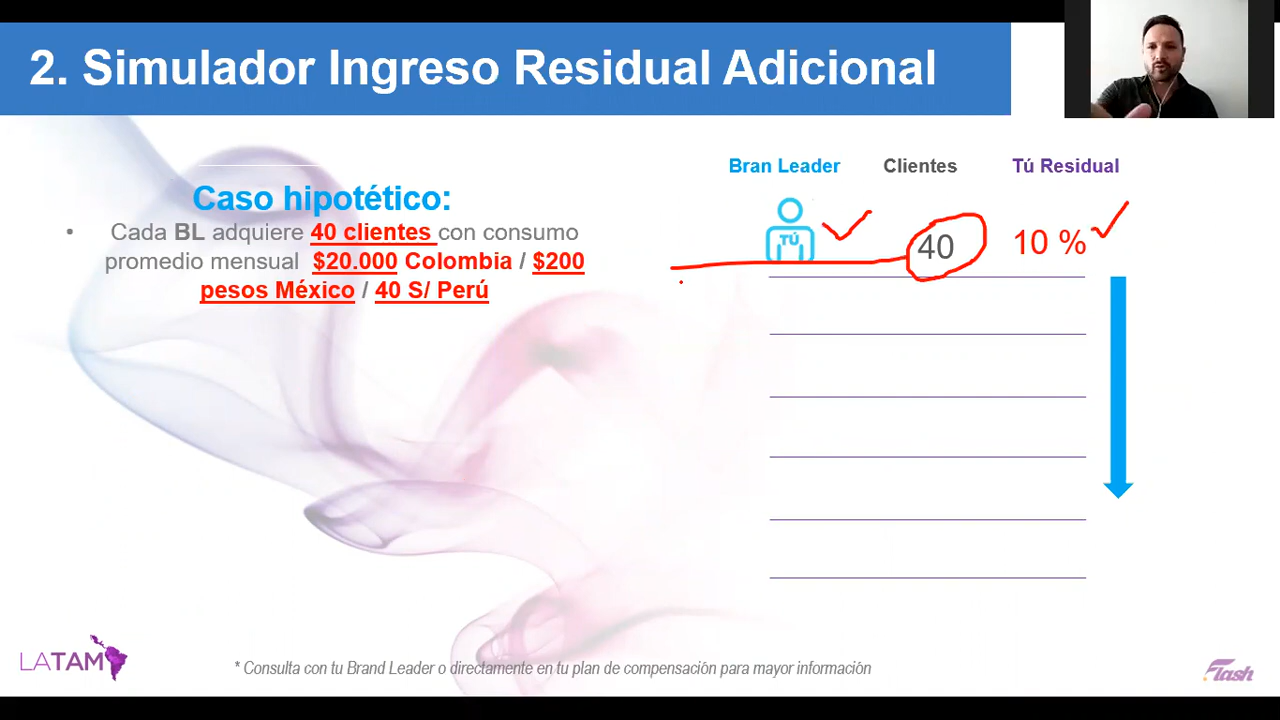 2. Simulador Ingreso Residual Adicional
Caso hipotético:
• Cada BL adquiere 40 clientes con consumo
promedio mensual $20.000 Colombia / $200
pesos México / 40 S/ Perú
Bran Leader Clientes Tú Residual
TÚ 40 10 %
LATAM
* Consulta con tu Brand Leader o directamente en tu plan de compensación para mayor información
Flash